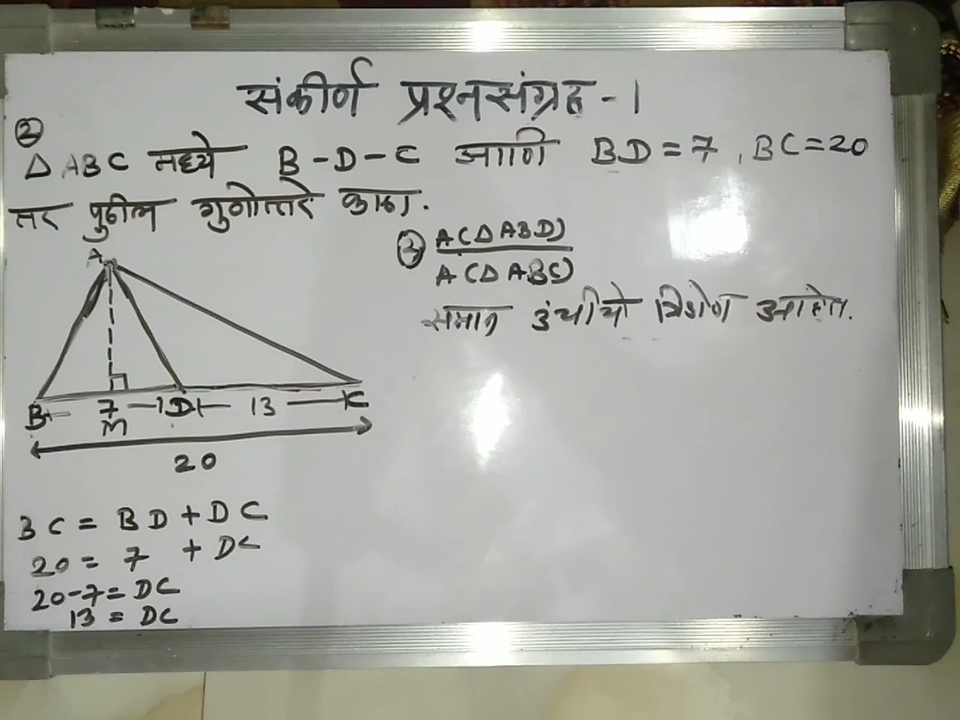 संकीर्ण प्रश्नसंग्रह - 1
②
△ ABC मध्ये B - D - C आणि BD = 7, BC = 20
तर पुढील गुणोत्तरे काढा.
A
B 7 D 13 C
M
20
BC = BD + DC
20 = 7 + DC
20 - 7 = DC
13 = DC
② A(△ ABD)
A(△ ABC)
समान उंचीचे त्रिकोण आहेत.